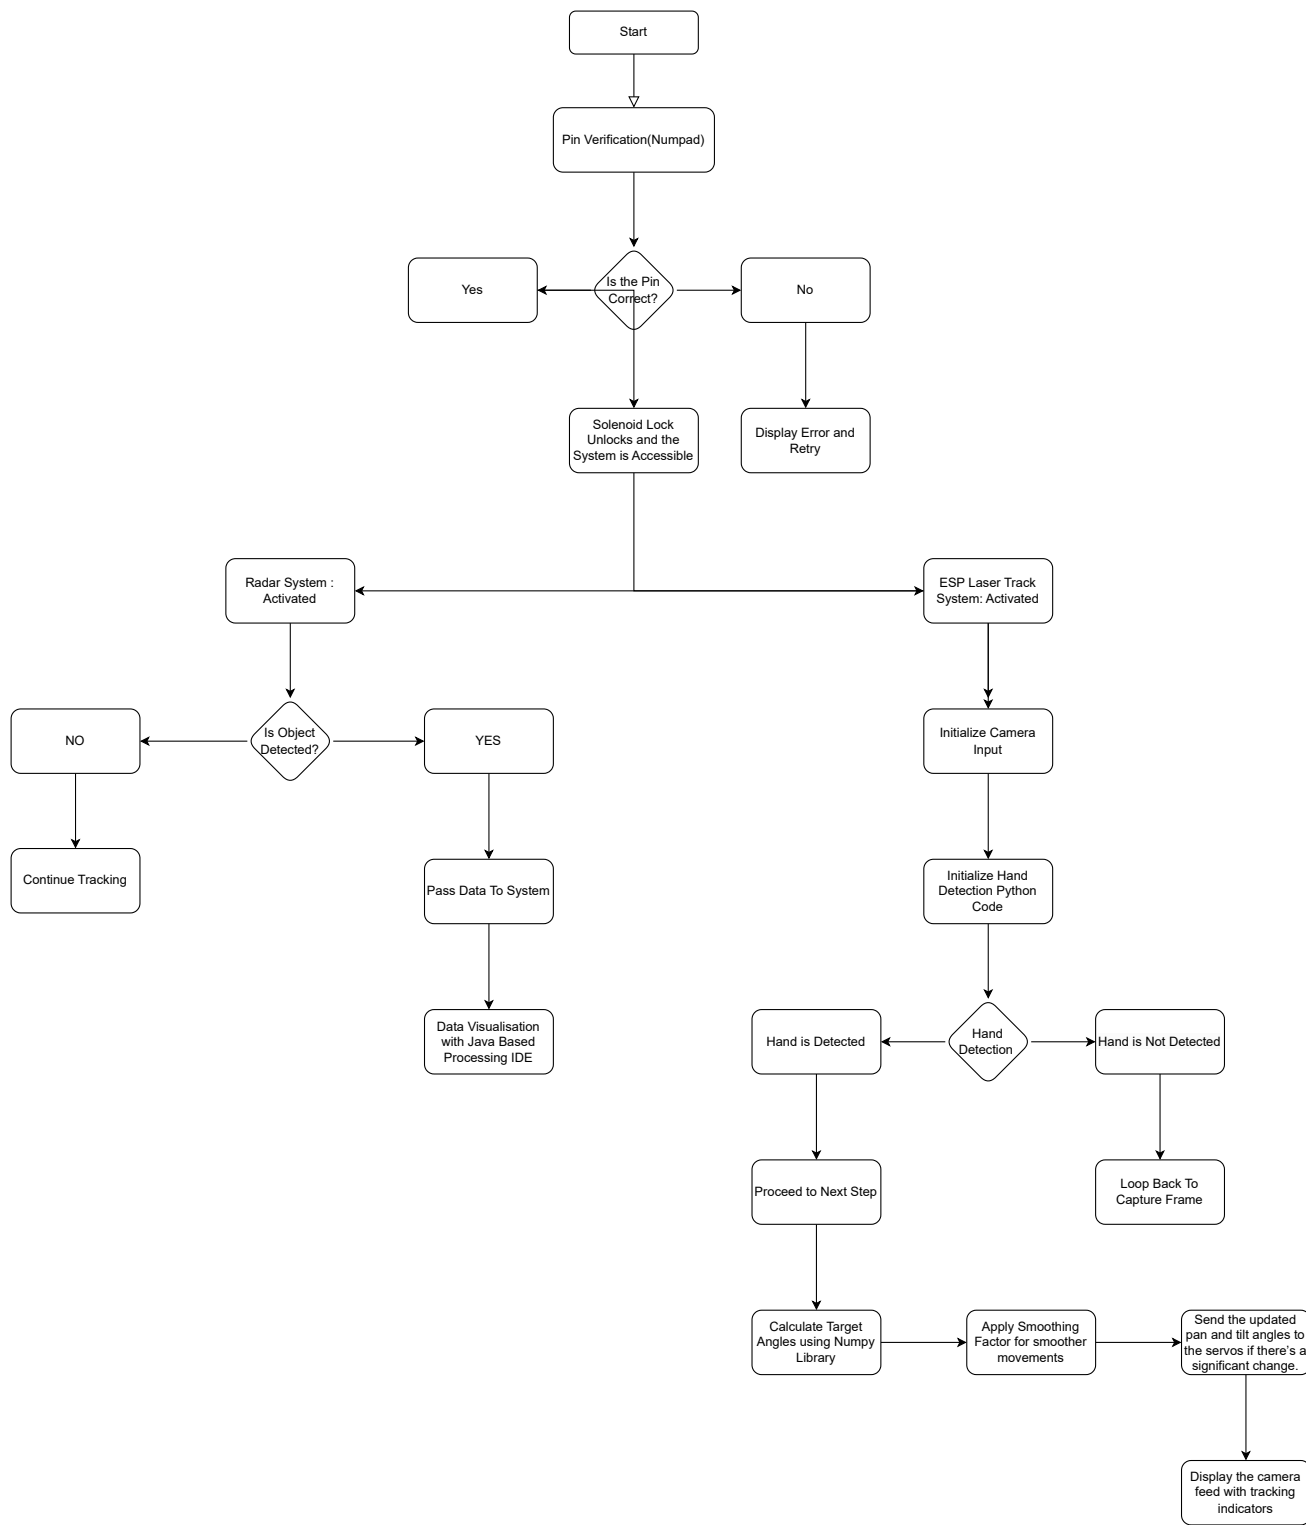 Start
Pin Verification(Numpad)
Yes
Is the Pin
Correct?
No
Solenoid Lock
Unlocks and the
System is Accessible
Display Error and
Retry
Radar System :
Activated
ESP Laser Track
System: Activated
NO
Is Object
Detected?
YES
Initialize Camera
Input
Continue Tracking
Pass Data To System
Initialize Hand
Detection Python
Code
Data Visualisation
with Java Based
Processing IDE
Hand is Detected
Hand
Detection
Hand is Not Detected
Proceed to Next Step
Loop Back To
Capture Frame
Calculate Target
Angles using Numpy
Library
Apply Smoothing
Factor for smoother
movements
Send the updated
pan and tilt angles to
the servos if there's a
significant change.
Display the camera
feed with tracking
indicators